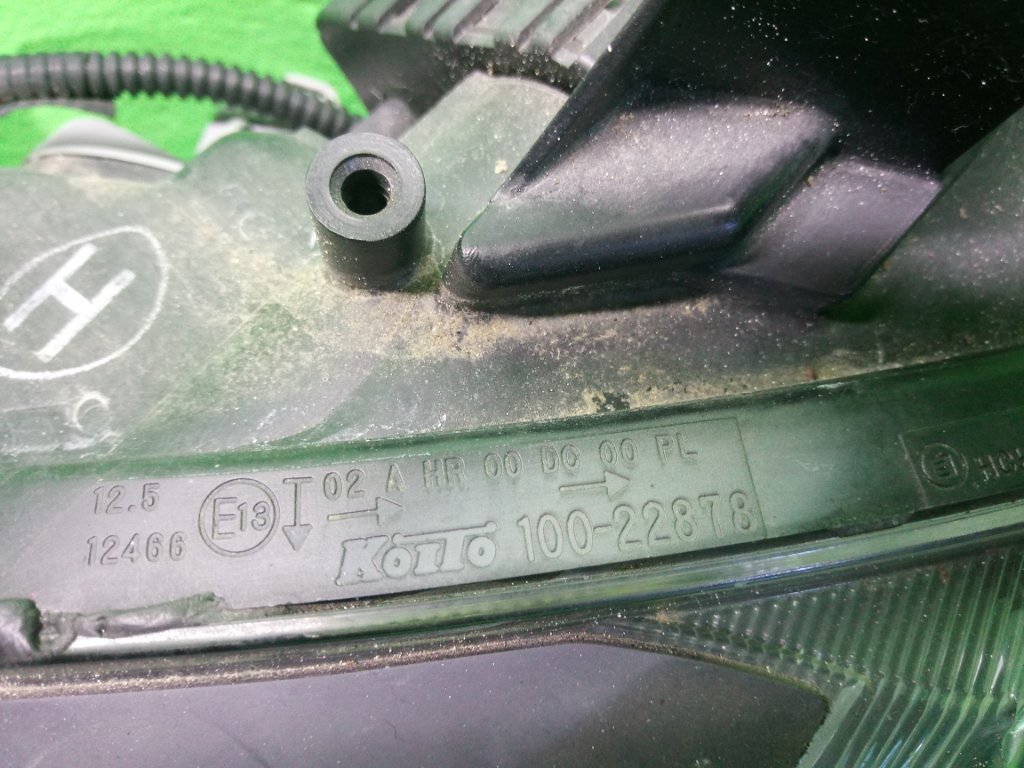 H
12.5
12466
E13
02 A HR 00 DC 00 PL
KOITO 100-22878